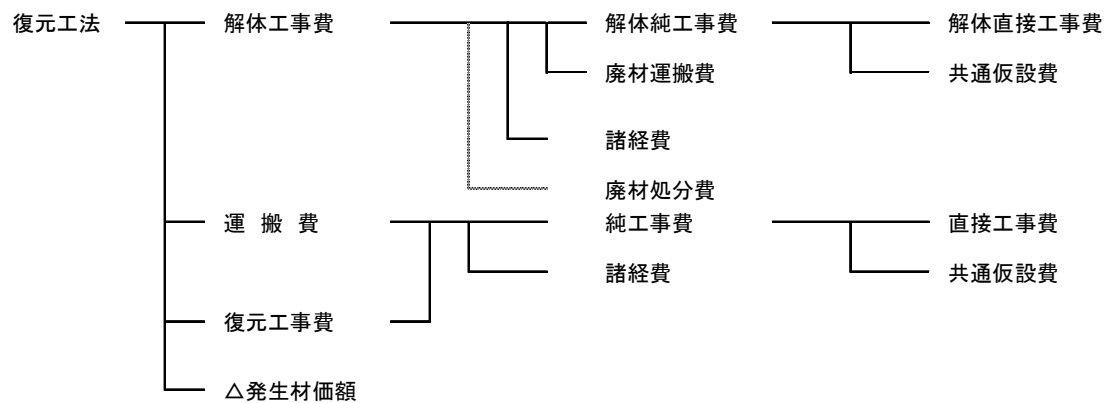 復元工法 解体工事費 解体純工事費 解体直接工事費
廃材運搬費 共通仮設費
諸経費
廃材処分費
運 搬 費 純工事費 直接工事費
諸経費 共通仮設費
復元工事費
△発生材価額